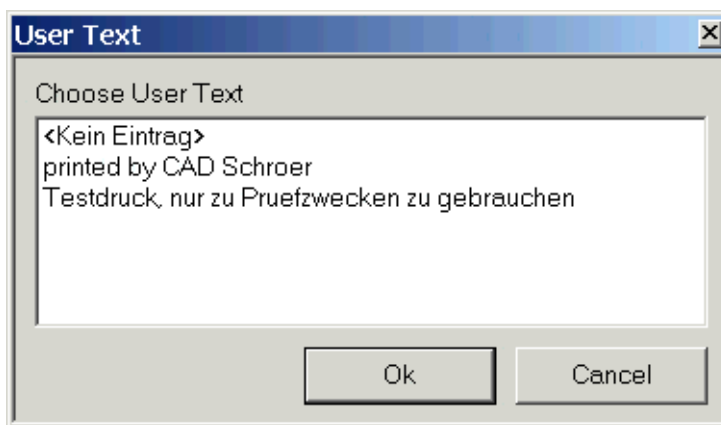 User Text
Choose User Text
<Kein Eintrag>
printed by CAD Schroer
Testdruck, nur zu Pruefzwecken zu gebrauchen
Ok
Cancel